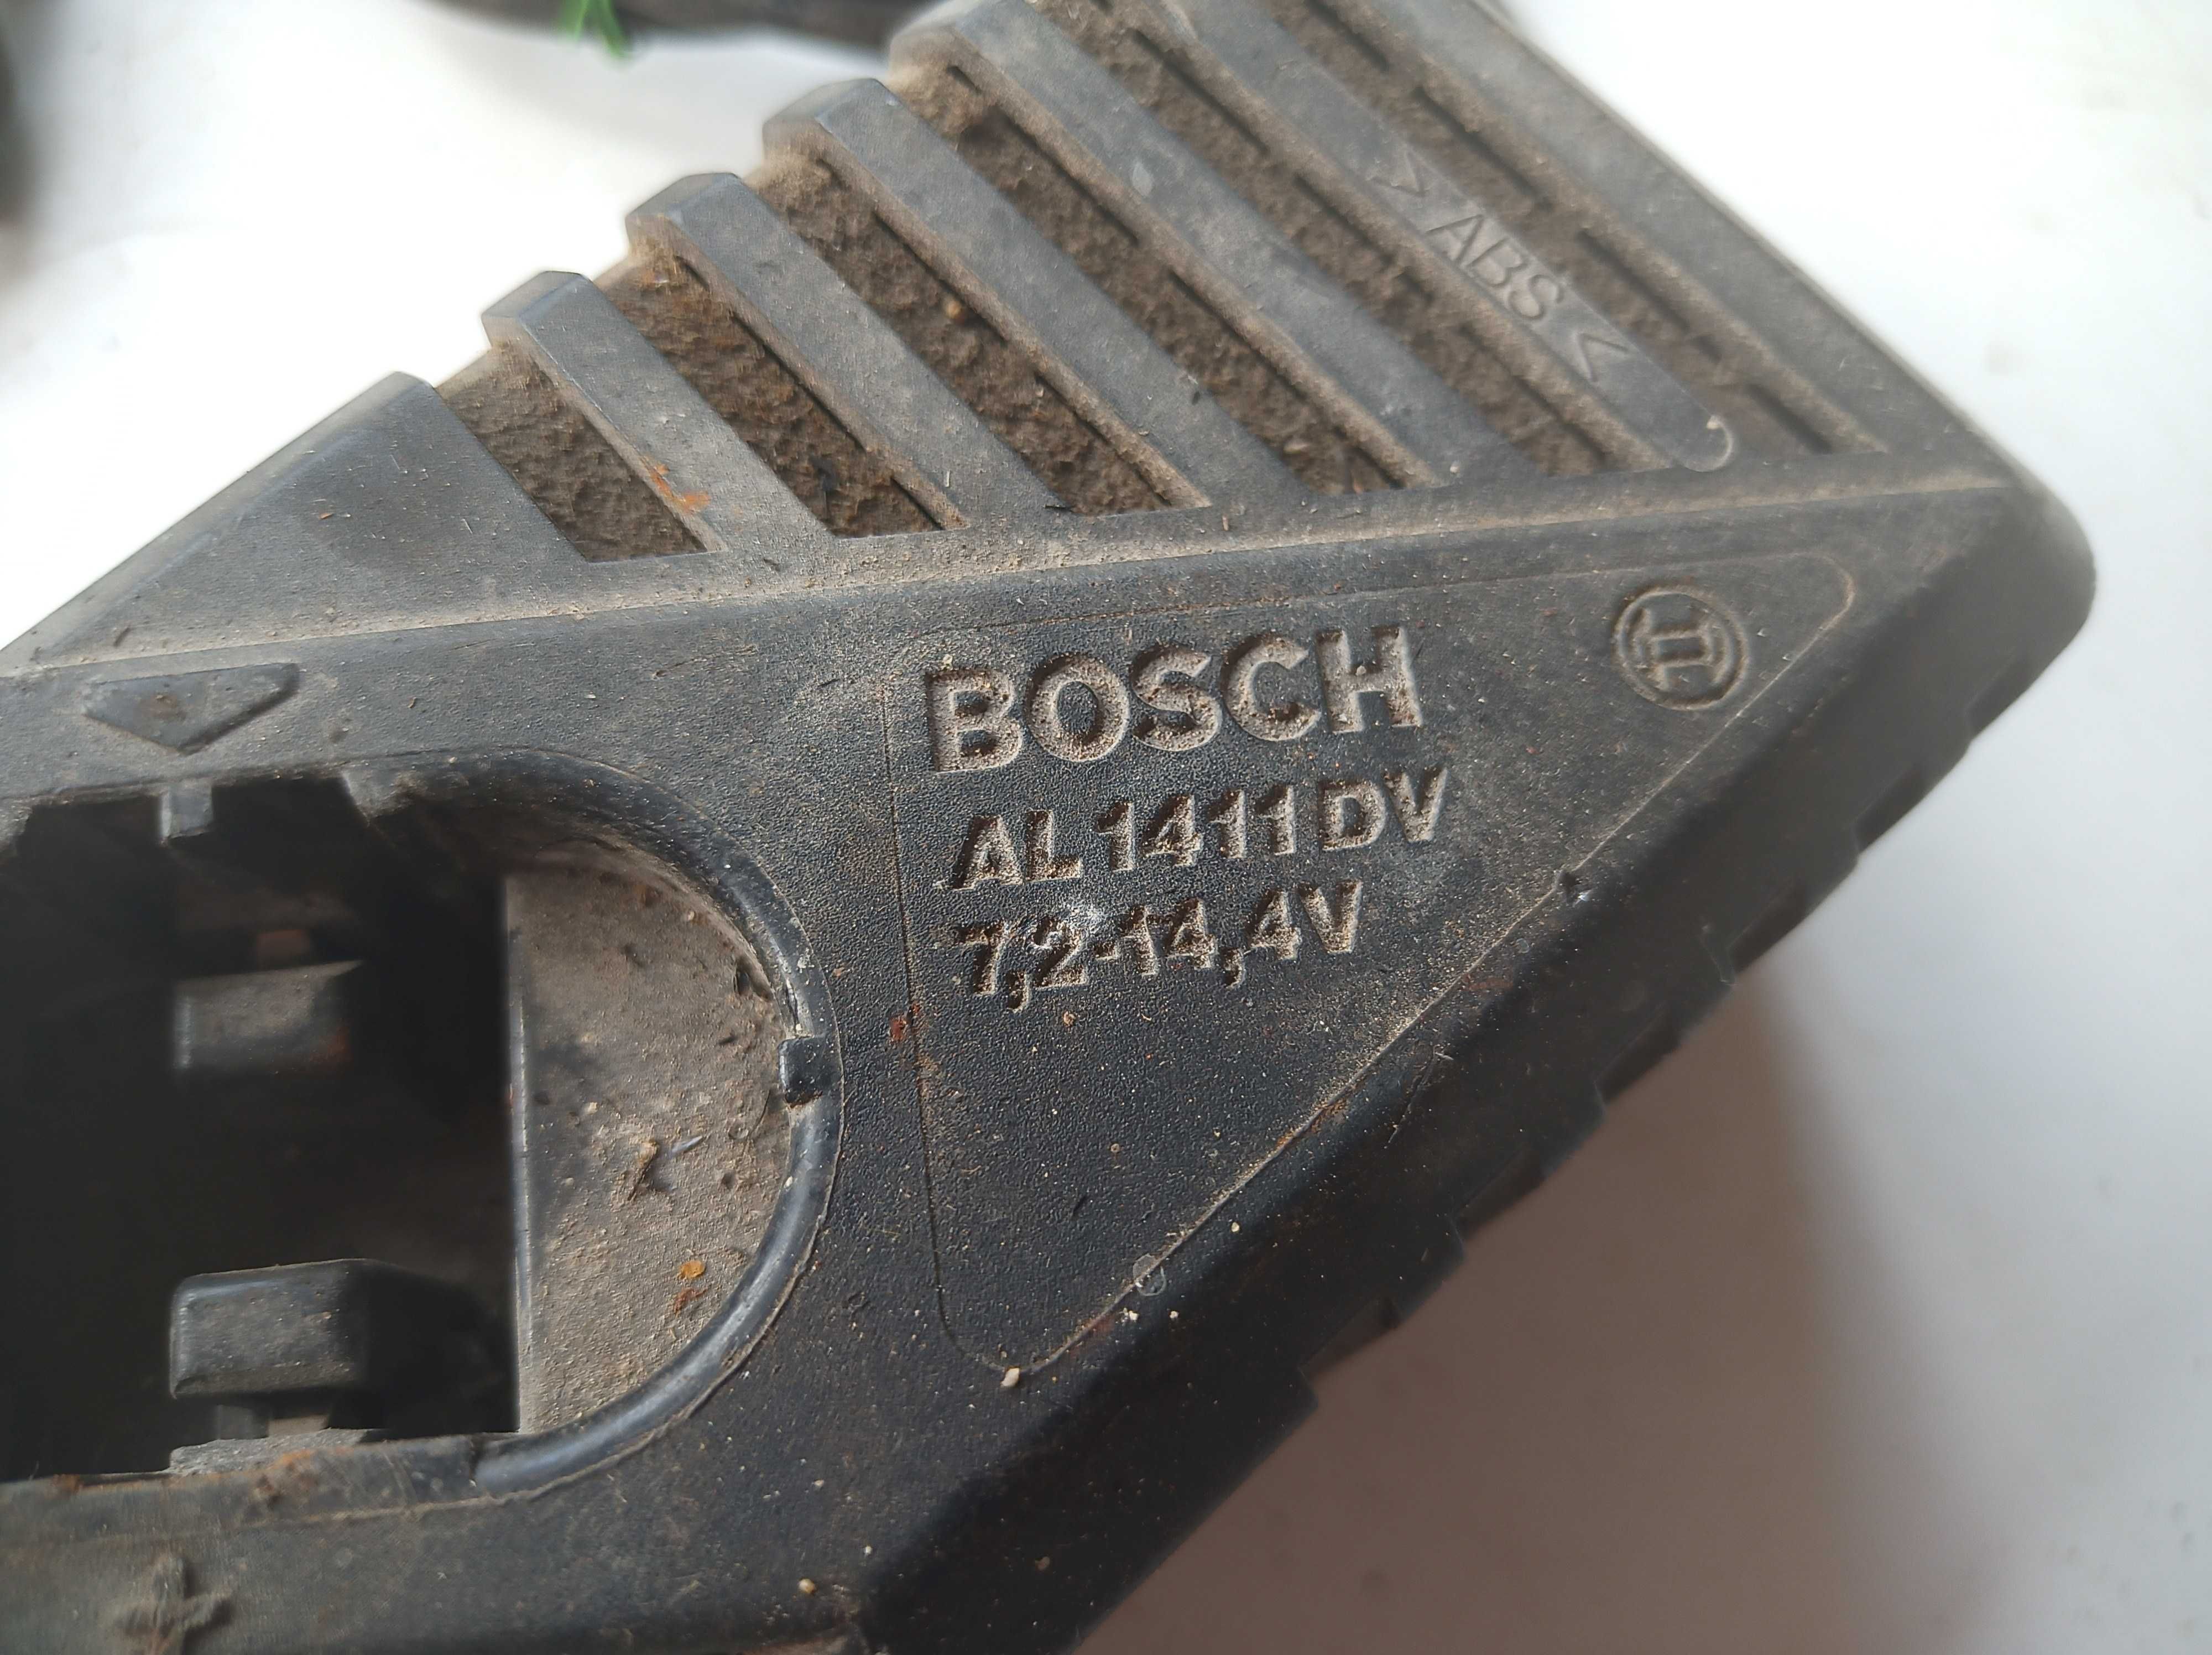 > ABS <
BOSCH
AL 1411 DV
7,2-14,4V